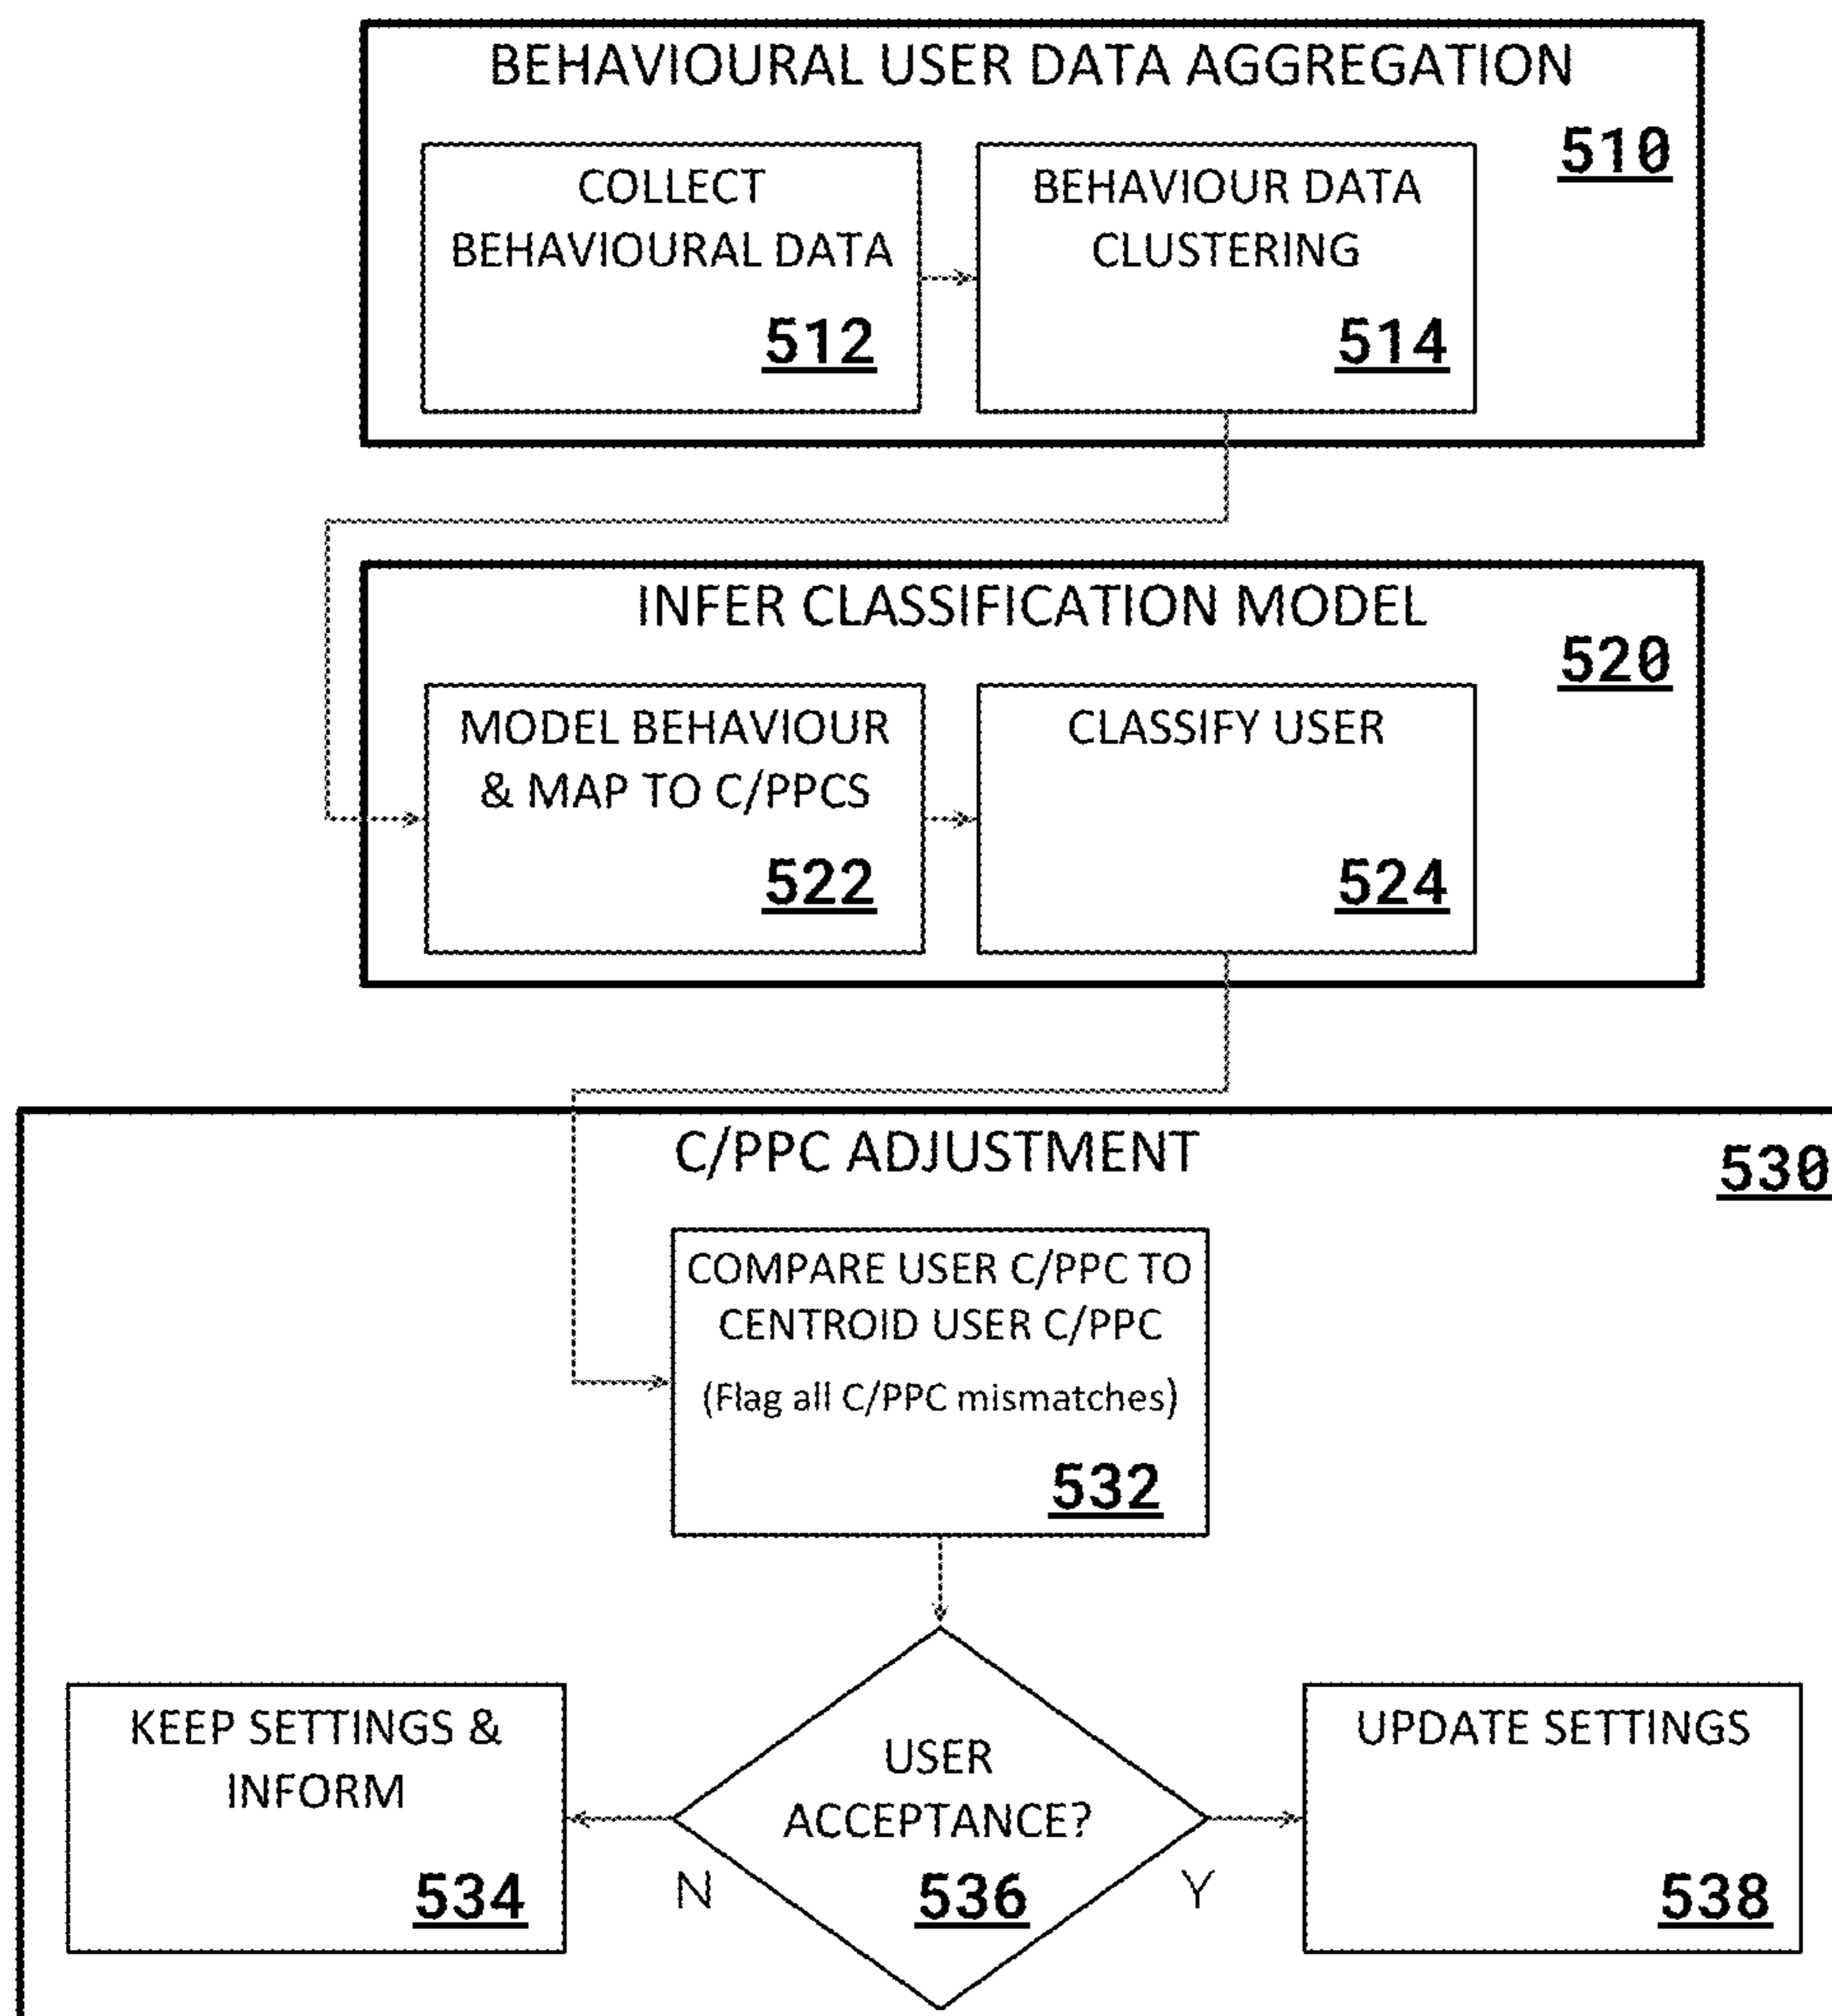 BEHAVIOURAL USER DATA AGGREGATION
510
COLLECT
BEHAVIOURAL DATA
512
BEHAVIOUR DATA
CLUSTERING
514
INFER CLASSIFICATION MODEL
520
MODEL BEHAVIOUR
& MAP TO C/PPCS
522
CLASSIFY USER
524
C/PPC ADJUSTMENT
530
COMPARE USER C/PPC TO
CENTROID USER C/PPC
(Flag all C/PPC mismatches)
532
KEEP SETTINGS &
INFORM
534
USER
ACCEPTANCE?
536
N
Y
UPDATE SETTINGS
538